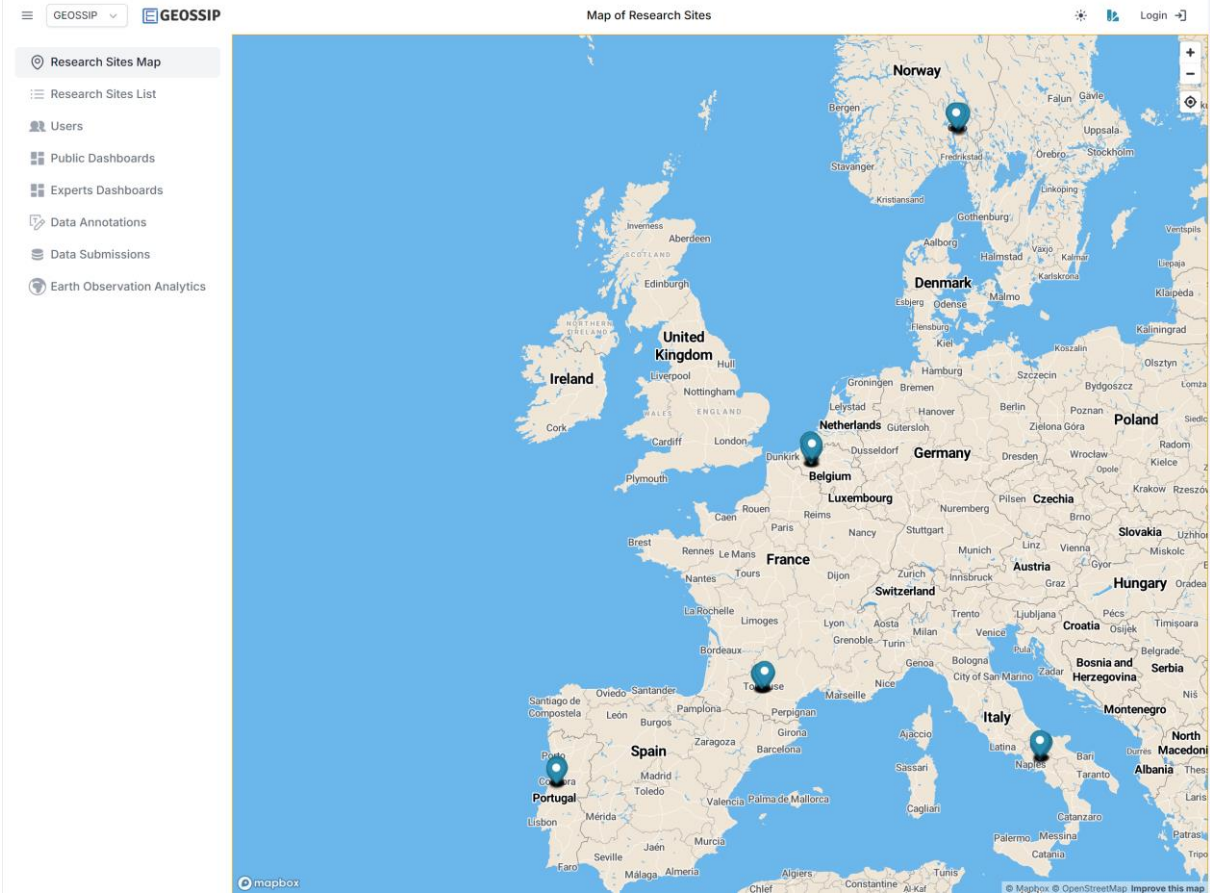 GEOSSIP
GEOSSIP
Map of Research Sites
Login
Research Sites Map
Research Sites List
Users
Public Dashboards
Experts Dashboards
Data Annotations
Data Submissions
Earth Observation Analytics
Norway
Bergen
Falun Gävle
Uppsala
Fredrikstad
Örebro Stockholm
Stavanger
Linköping
Kristiansand
Gothenburg
Inverness
Ventspils
Aberdeen
Aalborg
Växjö
Halmstad Kalmar
SCOTLAND
Liepaja
Karlskrona
Edinburgh
Denmark
Klaipėda
Malmo
Esbjerg Odense
NORTHERN
IRELAND
Flensburg
Kaliningrad
United
Kingdom
Kiel
Koszalin
Hull
Olsztyn
Ireland
Liverpool
Hamburg
Szczecin
Groningen Bremen
Bydgoszcz
Łomża
Nottingham
Lelystad
Hanover
Berlin
Poznan
WALES ENGLAND
Poland
Netherlands Gütersloh
Zielona Góra
Cork
Cardiff London
Radom
Dunkirk
Dusseldorf
Germany
Dresden
Wrocław
Kielce
Opole
Plymouth
Belgium
Krakow
Luxembourg
Pilsen Czechia
Rouen
Reims
Nuremberg
Caen
Brno
Paris
Nancy
Stuttgart
Slovakia
Brest
Linz Vienna
Miskolc
Rennes Le Mans
France
Munich
Austria
Gyor
Nantes Tours
Dijon
Zurich
Innsbruck
Graz
Hungary
Oradea
Switzerland
La Rochelle
Limoges
Lyon
Aosta
Trento
Ljubljana
Pécs
Croatia Osijek
Timișoara
Grenoble
Turin
Milan
Venice
Bordeaux
Pula
Belgrade
Genoa
Bologna
Bosnia and
Herzegovina
Serbia
City of San Marino
Zadar
Nice
Oviedo Santander
Marseille
Niš
Santiago de
Compostela
León
Pamplona
Perpignan
Montenegro
Burgos
Girona
Italy
Ajaccio
North
Zaragoza
Barcelona
Latina
Bari
Durrës
Spain
Porto
Sassari
Naples
Taranto
Albania
Madrid
Portugal
Toledo
Valencia Palma de Mallorca
Cagliari
Lisbon
Mérida
Catanzaro
Murcia
Palermo Messina
Patras
Jaén
Seville
Catania
Faro
Málaga Almeria
Algiers
Tunis
Chlef
Constantine
mapbox
© Mapbox © OpenStreetMap Improve this map